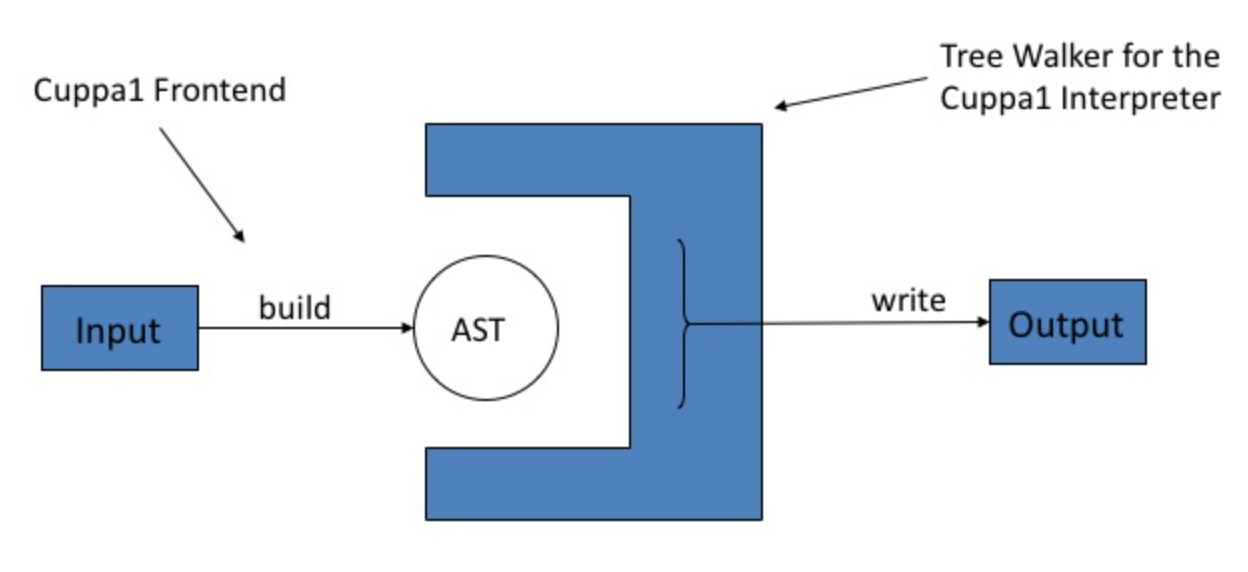 Tree Walker for the
Cuppa1 Interpreter
Cuppa1 Frontend
build
write
Input
AST
Output